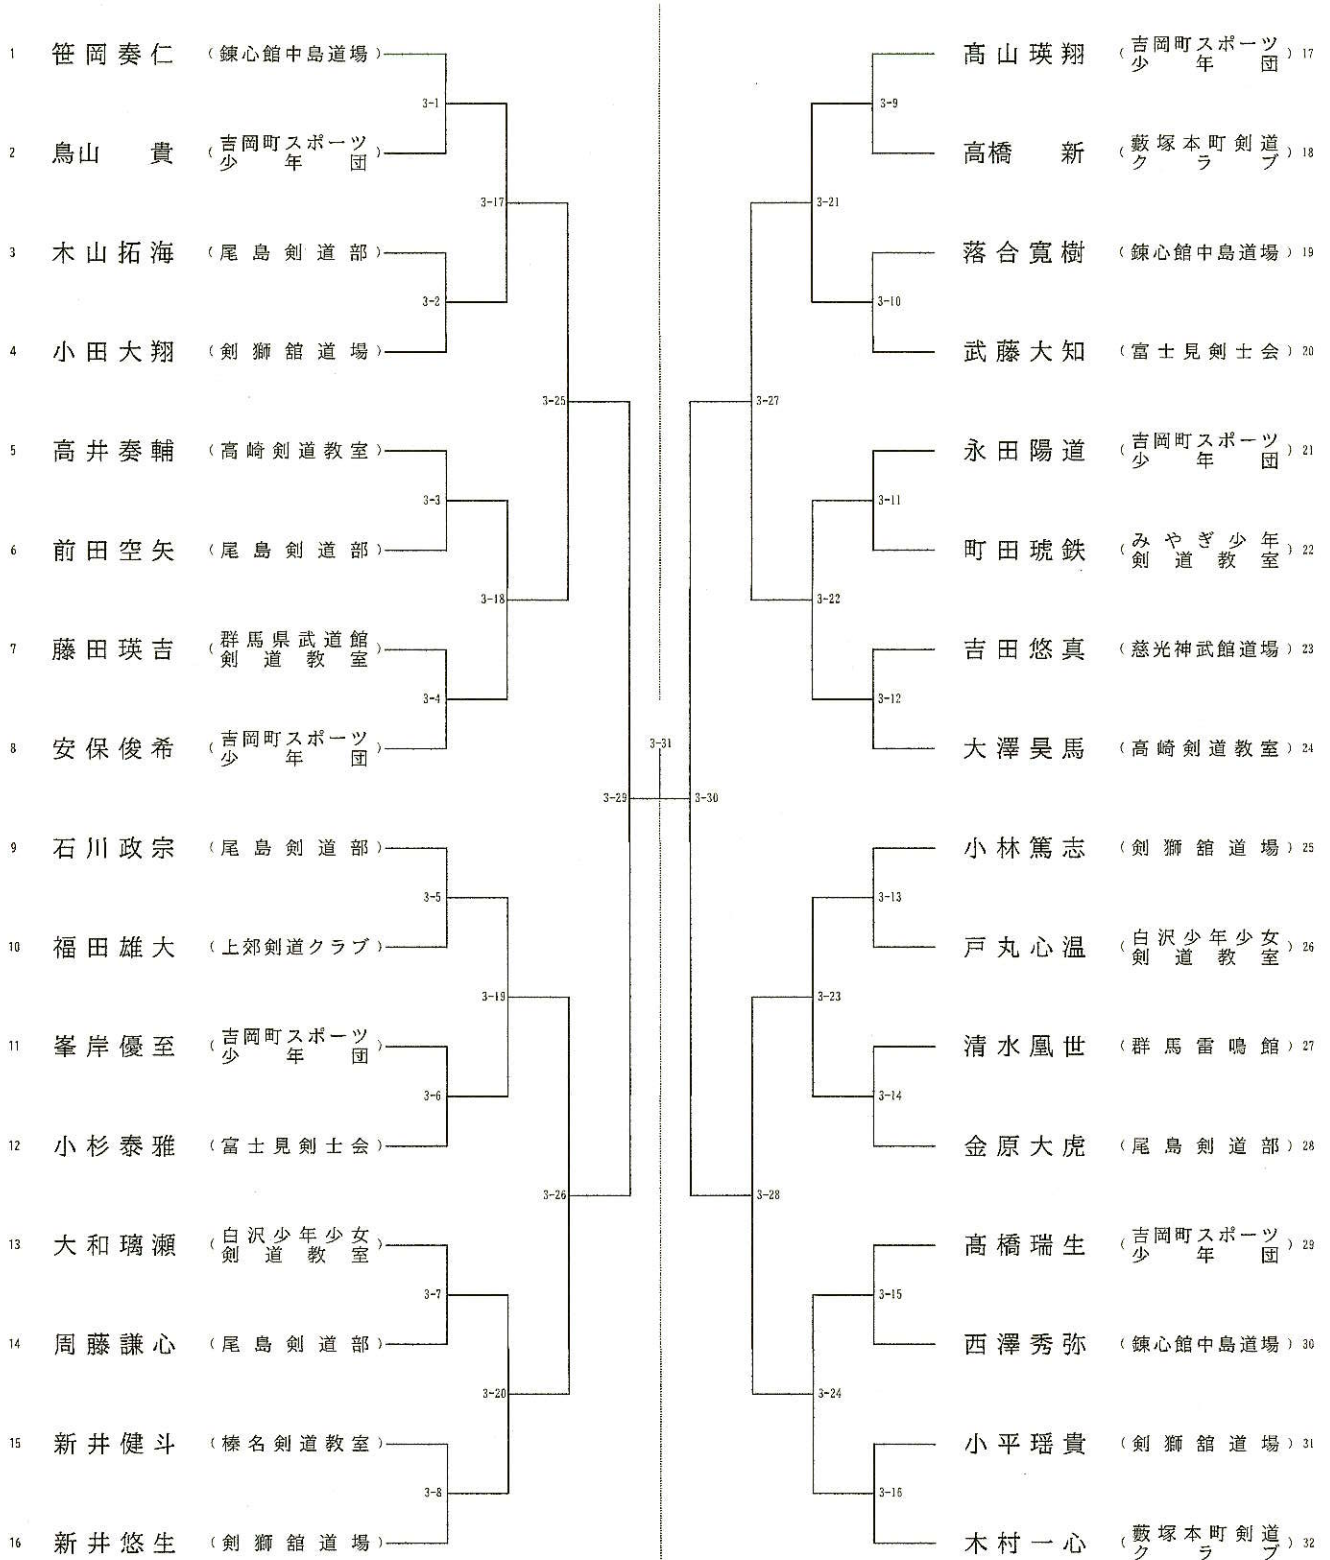 1 笹岡奏仁 (錬心館中島道場)
3-1
2 鳥山 貴 (吉岡町スポーツ少年団)
3-17
3 木山拓海 (尾島剣道部)
3-2
4 小田大翔 (剣獅舘道場)
3-25
5 高井奏輔 (高崎剣道教室)
3-3
6 前田空矢 (尾島剣道部)
3-18
7 藤田瑛吉 (群馬県武道館剣道教室)
3-4
8 安保俊希 (吉岡町スポーツ少年団)
3-29
9 石川政宗 (尾島剣道部)
3-5
10 福田雄大 (上郊剣道クラブ)
3-19
11 峯岸優至 (吉岡町スポーツ少年団)
3-6
12 小杉泰雅 (富士見剣士会)
3-26
13 大和璃瀬 (白沢少年少女剣道教室)
3-7
14 周藤謙心 (尾島剣道部)
3-20
15 新井健斗 (榛名剣道教室)
3-8
16 新井悠生 (剣獅舘道場)
3-31
髙山瑛翔 (吉岡町スポーツ少年団) 17
3-9
高橋 新 (藪塚本町剣道クラブ) 18
3-21
落合寛樹 (錬心館中島道場) 19
3-10
武藤大知 (富士見剣士会) 20
3-27
永田陽道 (吉岡町スポーツ少年団) 21
3-11
町田琥鉄 (みやぎ少年剣道教室) 22
3-22
吉田悠真 (慈光神武館道場) 23
3-12
大澤昊馬 (高崎剣道教室) 24
3-30
小林篤志 (剣獅舘道場) 25
3-13
戸丸心温 (白沢少年少女剣道教室) 26
3-23
清水凰世 (群馬雷鳴館) 27
3-14
金原大虎 (尾島剣道部) 28
3-28
髙橋瑞生 (吉岡町スポーツ少年団) 29
3-15
西澤秀弥 (錬心館中島道場) 30
3-24
小平瑶貴 (剣獅舘道場) 31
3-16
木村一心 (藪塚本町剣道クラブ) 32